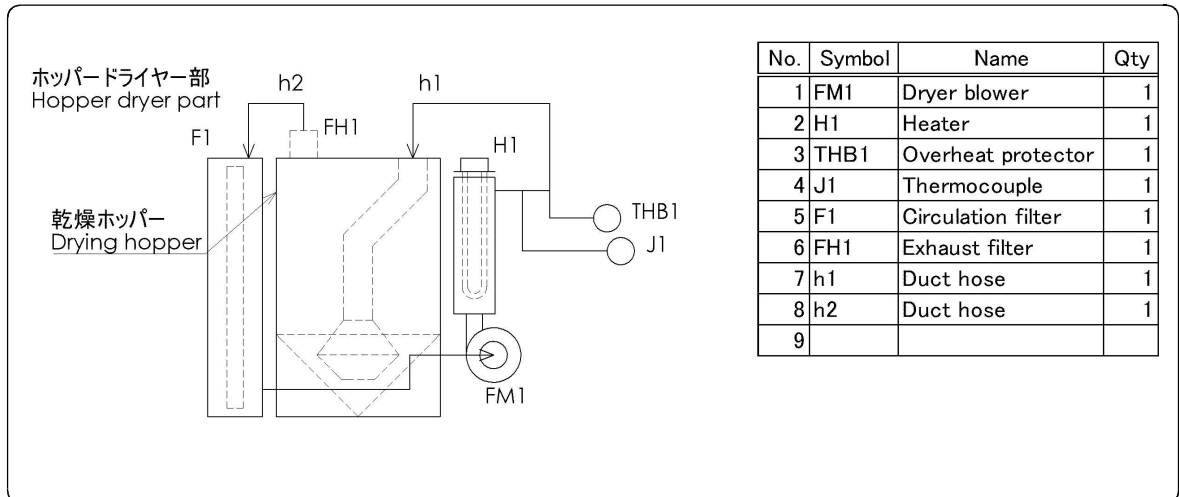 ホッパードライヤー部
Hopper dryer part
h2
h1
F1
FH1
H1
乾燥ホッパー
Drying hopper
THB1
J1
FM1
No. Symbol Name Qty
1 FM1 Dryer blower 1
2 H1 Heater 1
3 THB1 Overheat protector 1
4 J1 Thermocouple 1
5 F1 Circulation filter 1
6 FH1 Exhaust filter 1
7 h1 Duct hose 1
8 h2 Duct hose 1
9